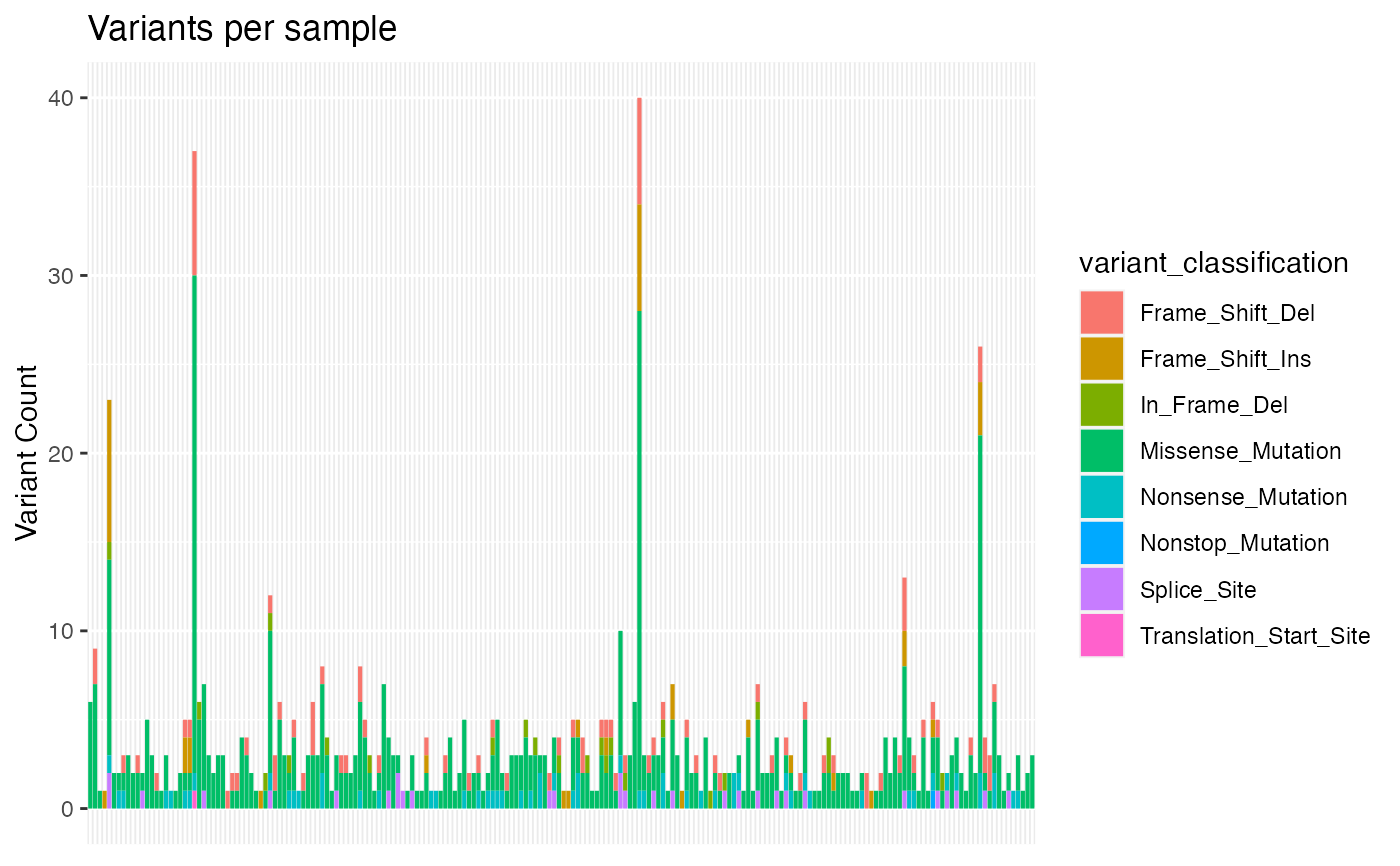 Variants per sample
40
30
20
10
0
Variant Count
variant_classification
Frame_Shift_Del
Frame_Shift_Ins
In_Frame_Del
Missense_Mutation
Nonsense_Mutation
Nonstop_Mutation
Splice_Site
Translation_Start_Site